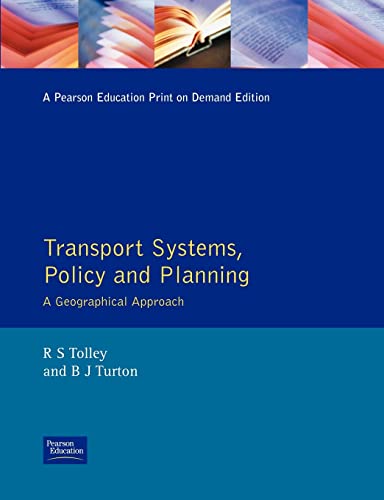 A Pearson Education Print on Demand Edition
Transport Systems,
Policy and Planning
A Geographical Approach
R S Tolley
and B J Turton
Pearson
Education